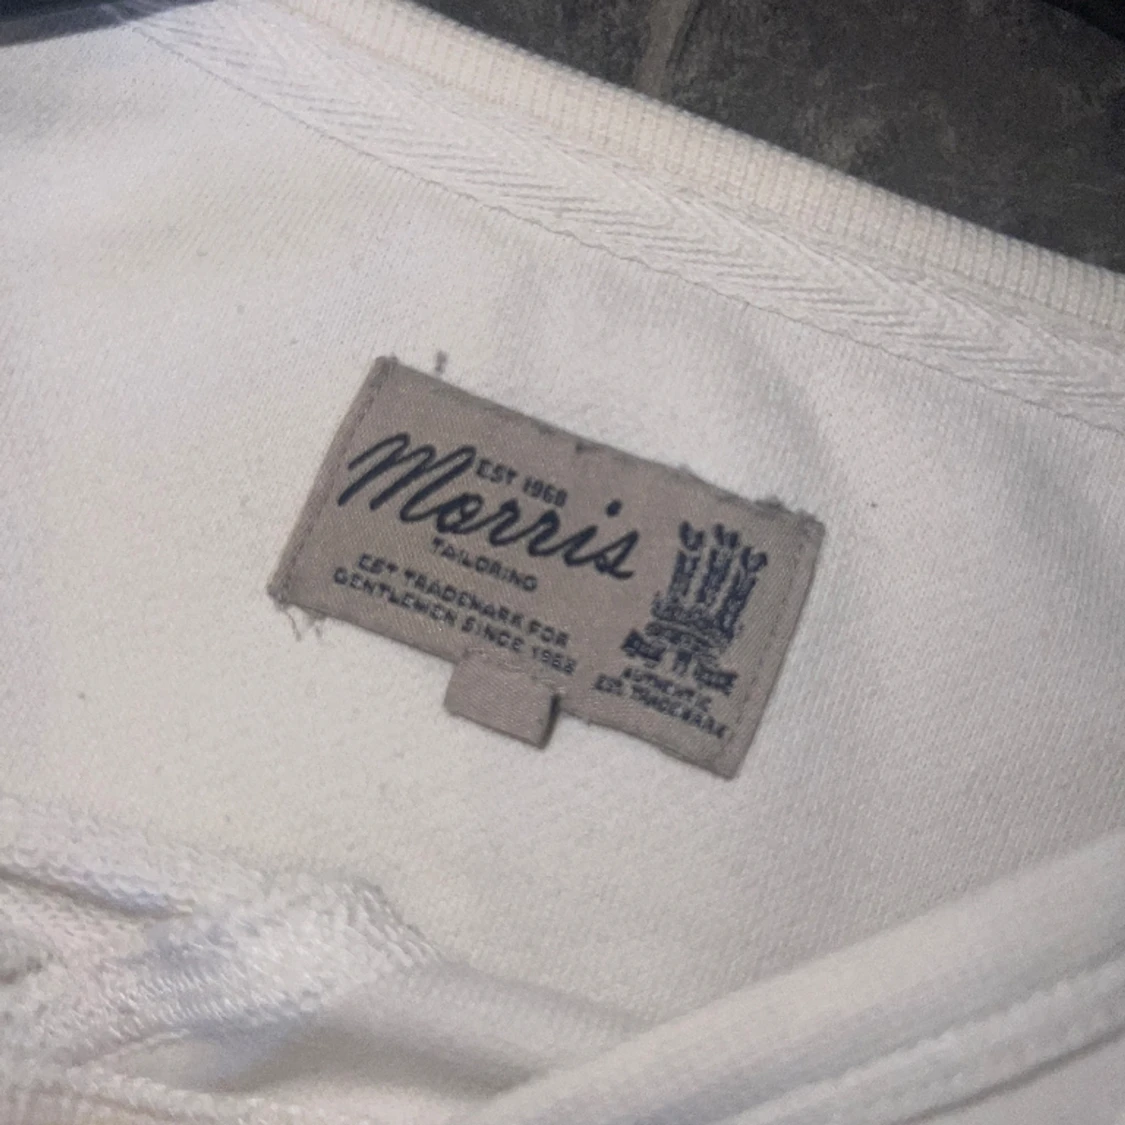 EST 1968
Morris
TAILORING
EST TRADEMARK FOR
GENTLEMEN SINCE 1968
AUTHENTIC
EST. TRADEMARK